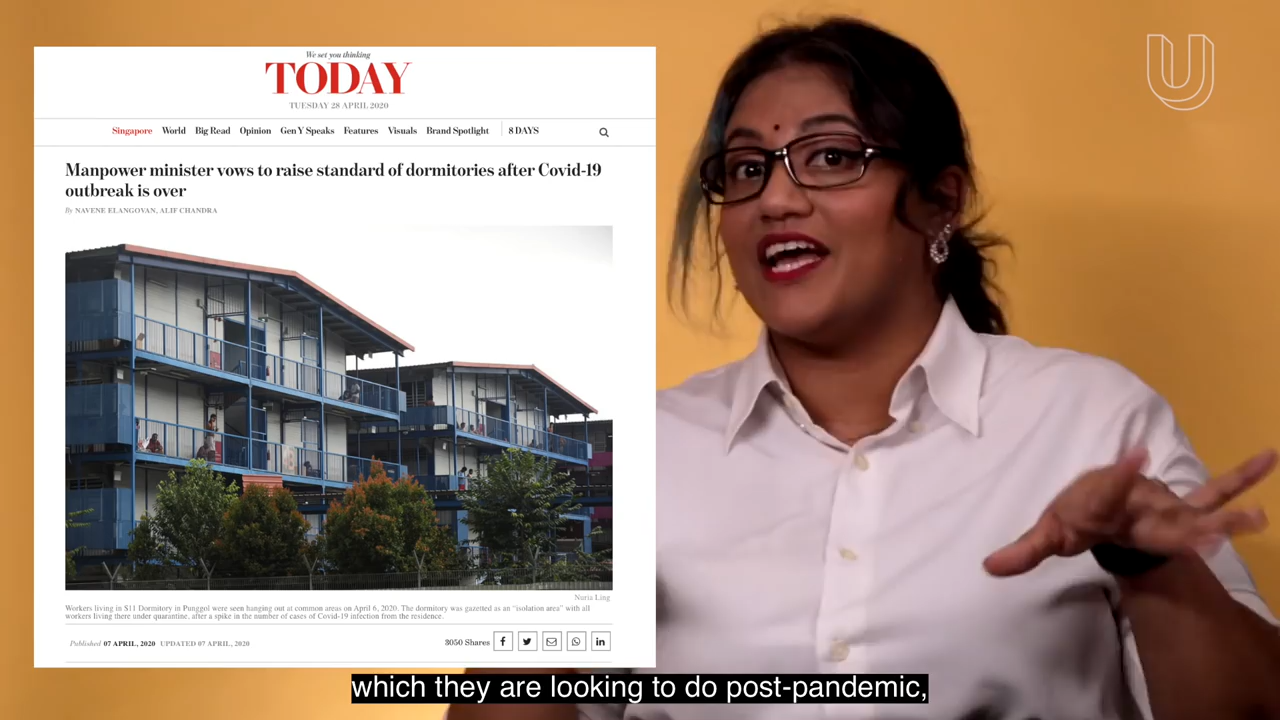 We set you thinking
TODAY
TUESDAY 28 APRIL 2020
Singapore World Big Read Opinion Gen Y Speaks Features Visuals Brand Spotlight 8 DAYS
Manpower minister vows to raise standard of dormitories after Covid-19
outbreak is over
By NAVENE ELANGOVAN, ALIF CHANDRA
Nuria Ling
Workers living in S11 Dormitory in Punggol were seen hanging out at common areas on April 6, 2020. The dormitory was gazetted as an "isolation area" with all
workers living there under quarantine, after a spike in the number of cases of Covid-19 infection from the residence.
Published 07 APRIL, 2020 UPDATED 07 APRIL, 2020
3050 Shares
U
which they are looking to do post-pandemic,